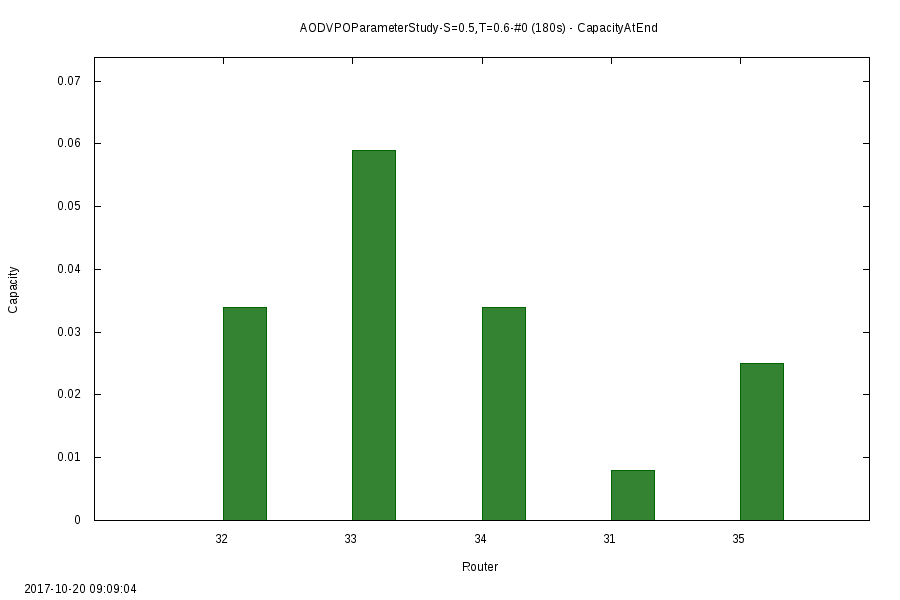 AODVPOParameterStudy-S=0.5,T=0.6-#0 (180s) - CapacityAtEnd
0.07
0.06
0.05
0.04
0.03
0.02
0.01
0
Capacity
32 33 34 31 35
Router
2017-10-20 09:09:04